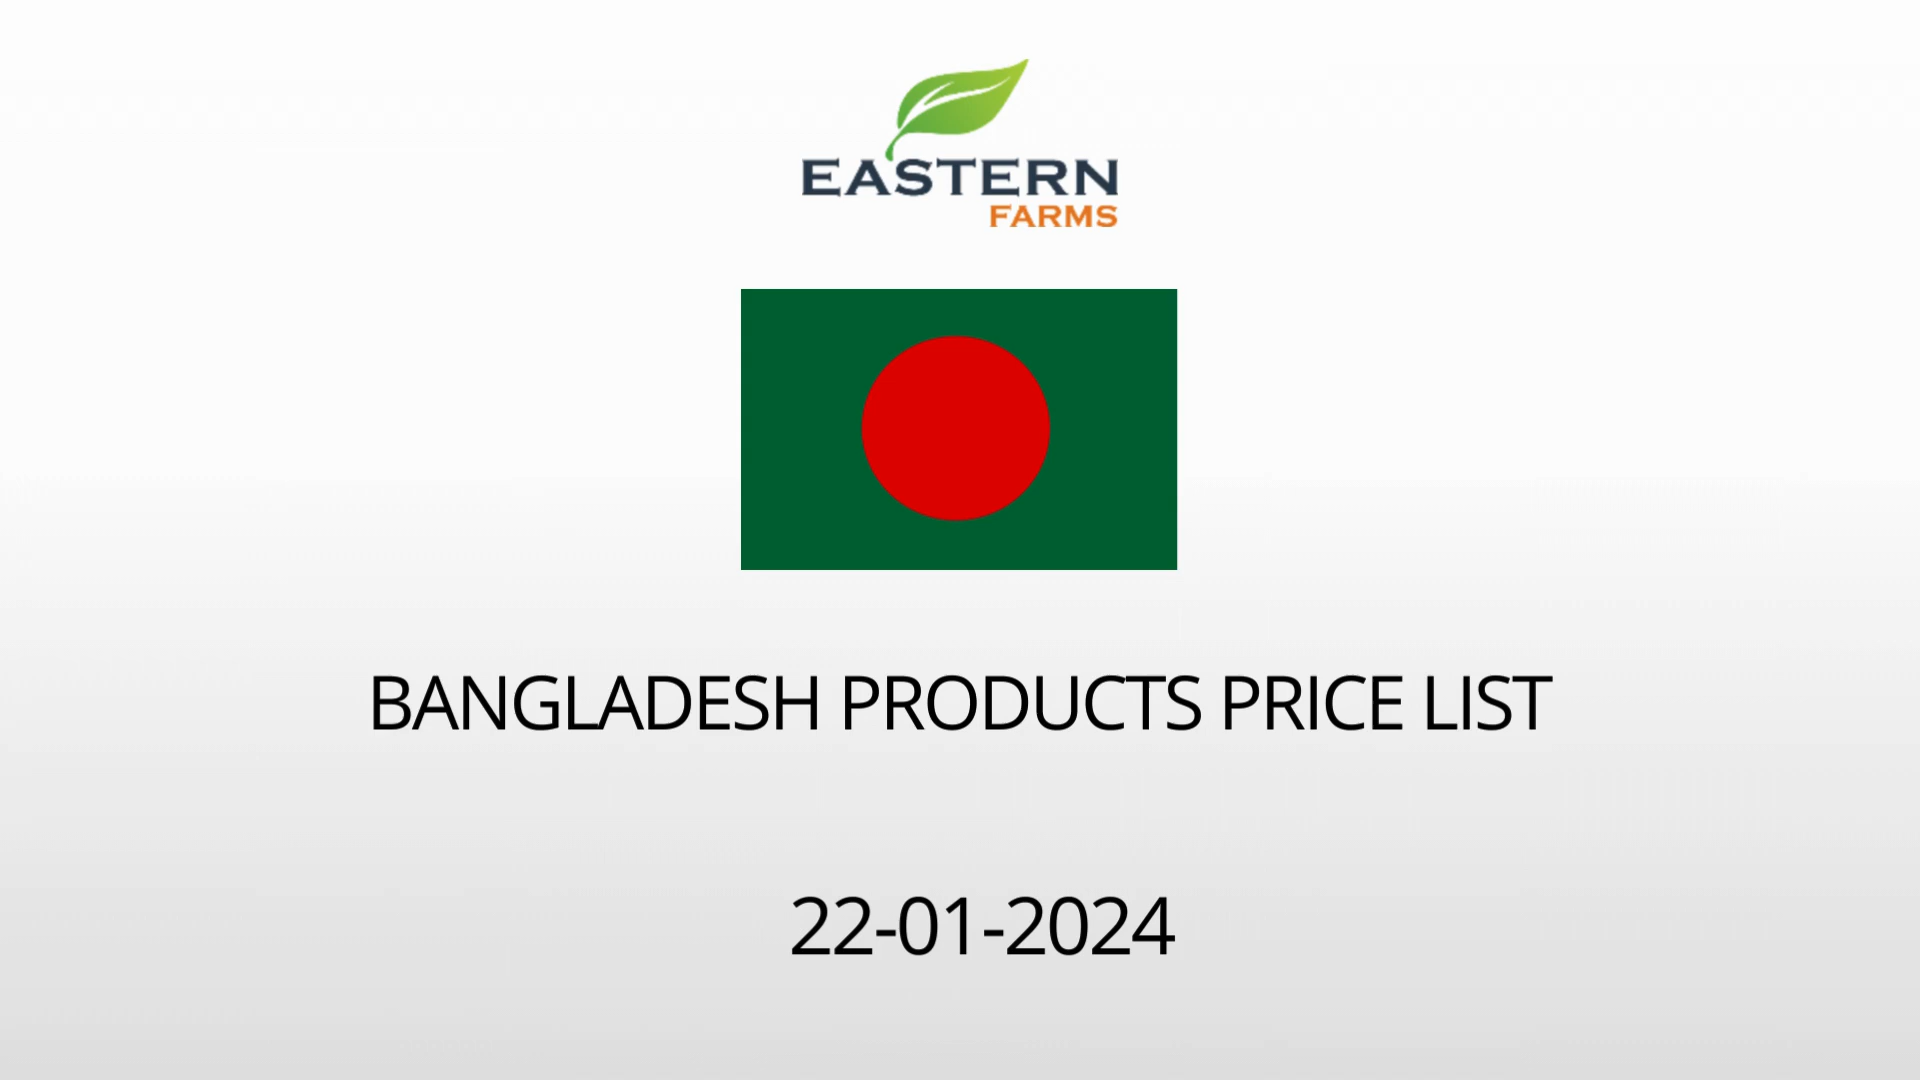 EASTERN
FARMS
BANGLADESH PRODUCTS PRICE LIST
22-01-2024